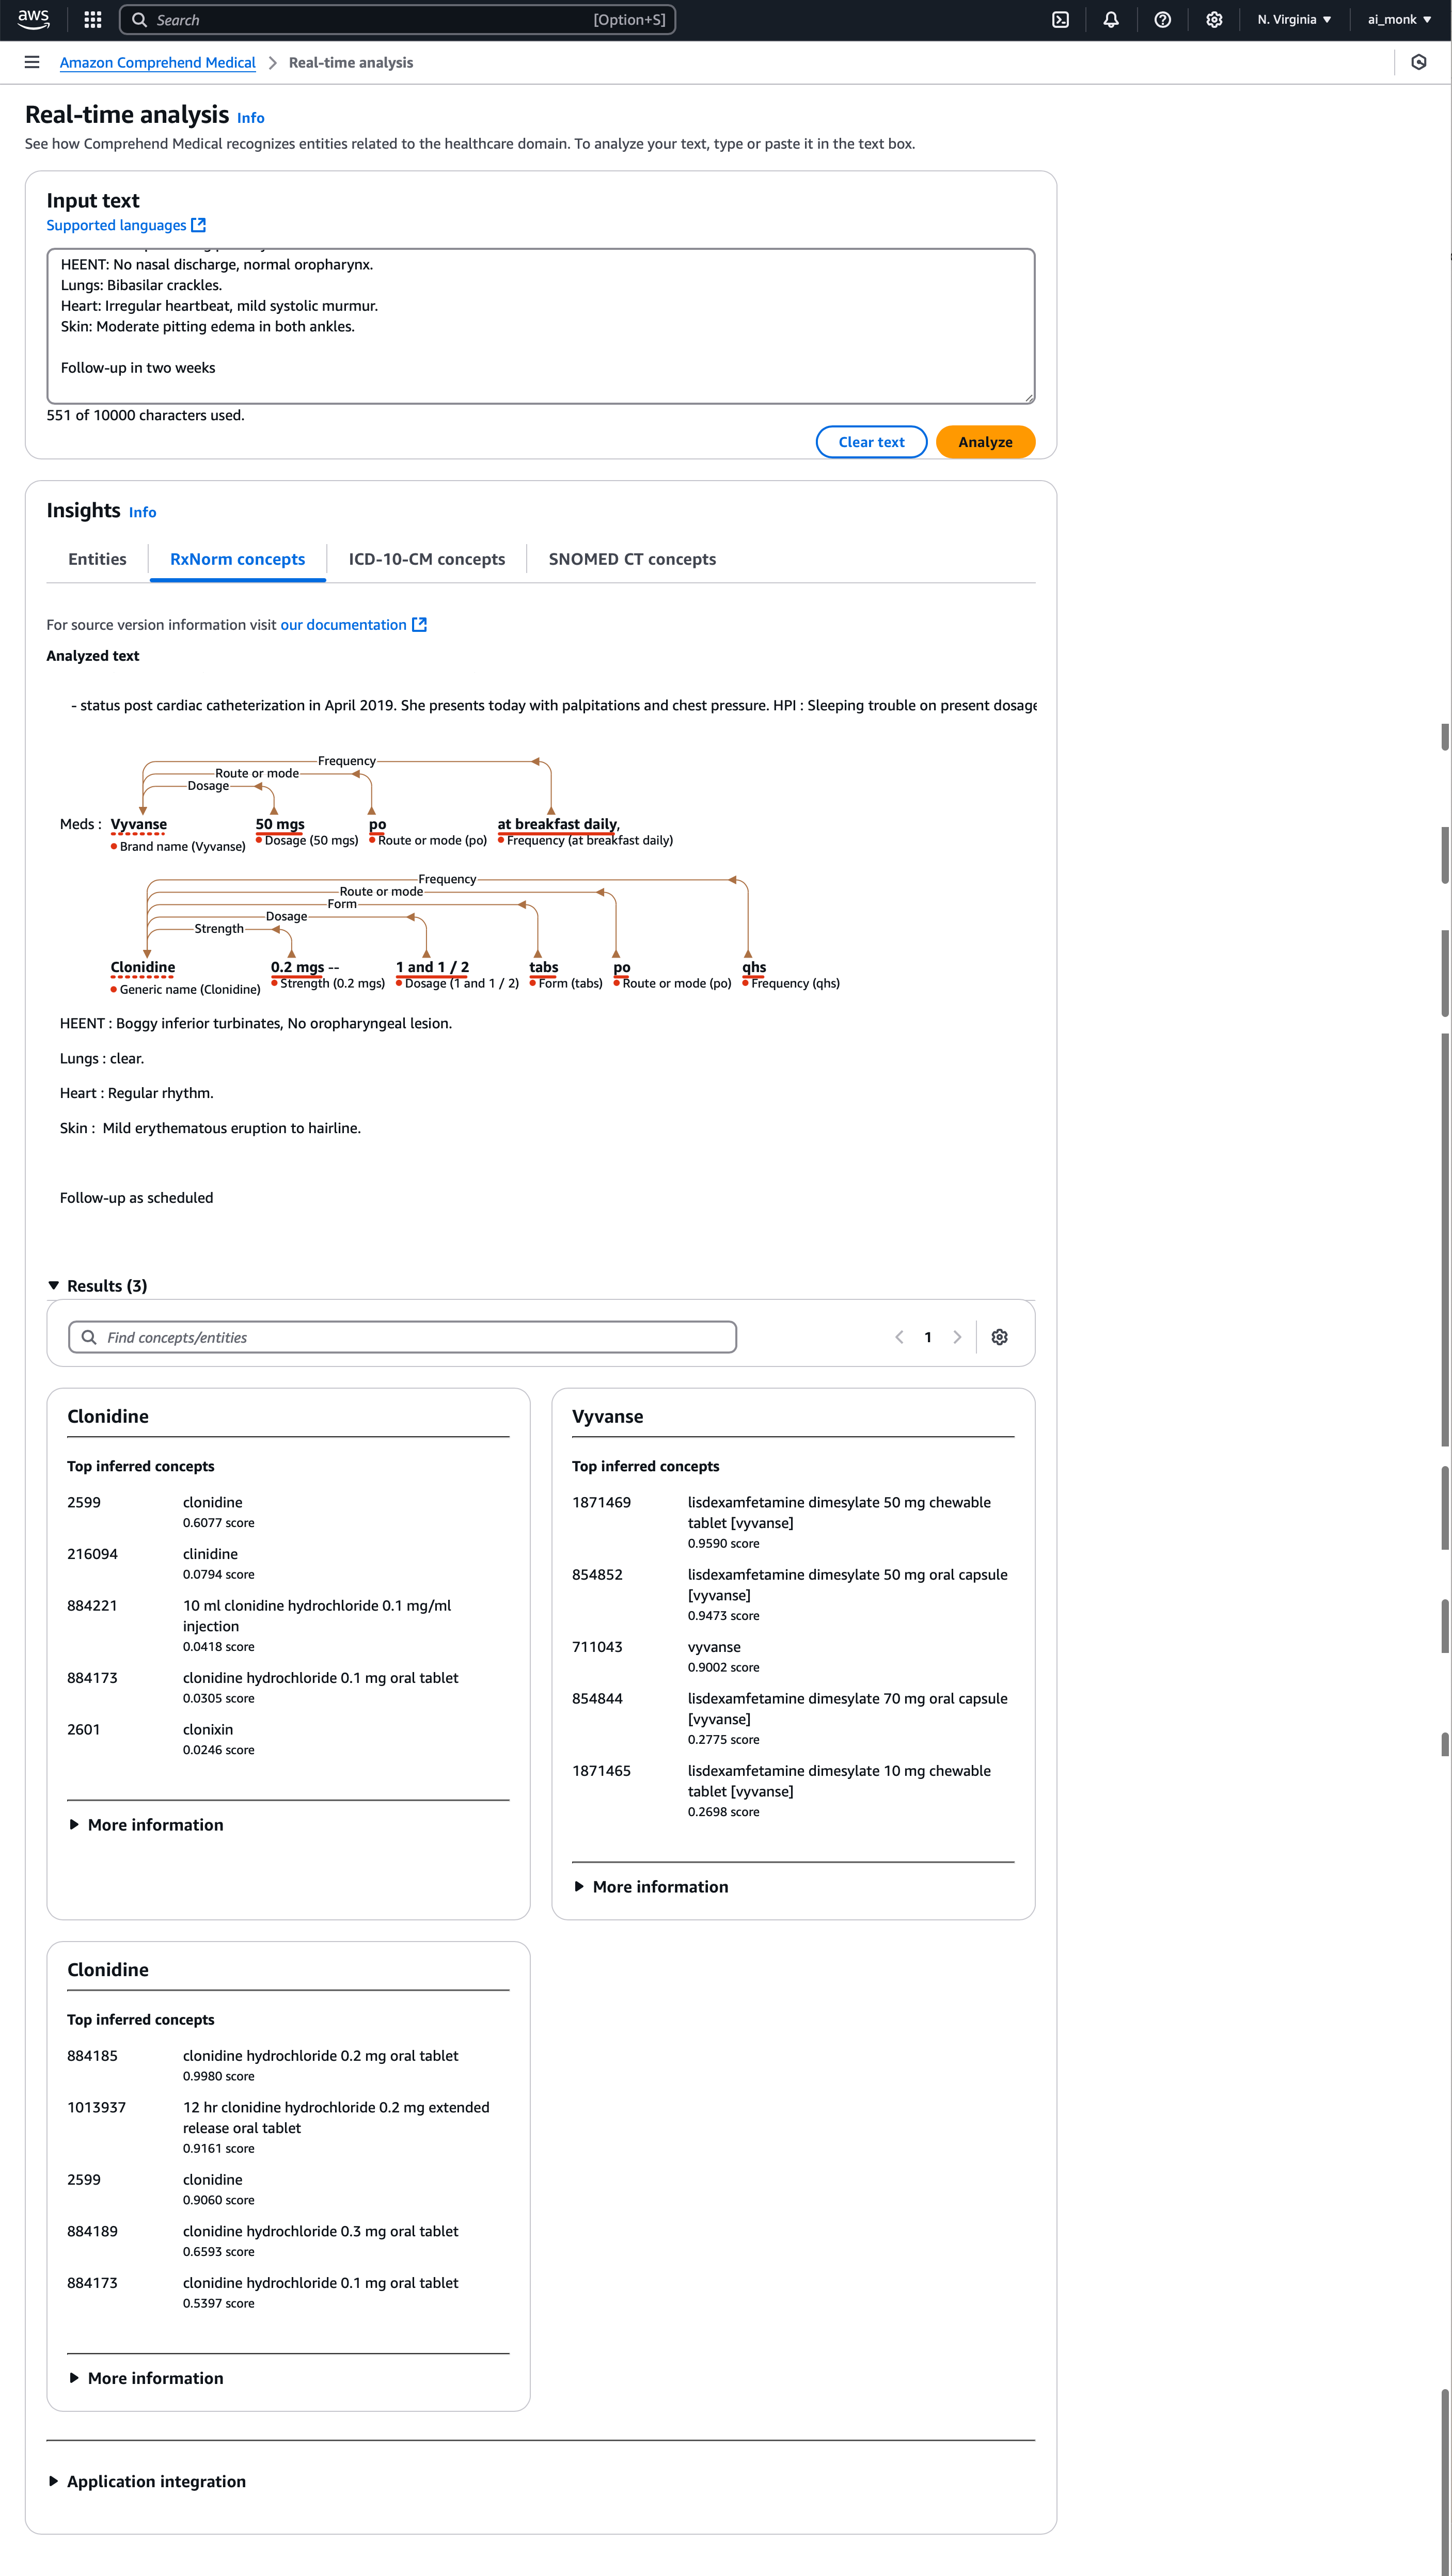 aws
Search [Option+S]
N. Virginia ▼
ai_monk ▼
Amazon Comprehend Medical > Real-time analysis
Real-time analysis Info
See how Comprehend Medical recognizes entities related to the healthcare domain. To analyze your text, type or paste it in the text box.
Input text
Supported languages
HEENT: No nasal discharge, normal oropharynx.
Lungs: Bibasilar crackles.
Heart: Irregular heartbeat, mild systolic murmur.
Skin: Moderate pitting edema in both ankles.
Follow-up in two weeks
551 of 10000 characters used.
Clear text
Analyze
Insights Info
Entities
RxNorm concepts
ICD-10-CM concepts
SNOMED CT concepts
For source version information visit our documentation
Analyzed text
- status post cardiac catheterization in April 2019. She presents today with palpitations and chest pressure. HPI : Sleeping trouble on present dosage
Frequency
Route or mode
Dosage
Meds : Vyvanse 50 mgs po at breakfast daily,
Brand name (Vyvanse) Dosage (50 mgs) Route or mode (po) Frequency (at breakfast daily)
Frequency
Route or mode
Form
Dosage
Strength
Clonidine 0.2 mgs -- 1 and 1 / 2 tabs po qhs
Generic name (Clonidine) Strength (0.2 mgs) Dosage (1 and 1 / 2) Form (tabs) Route or mode (po) Frequency (qhs)
HEENT : Boggy inferior turbinates, No oropharyngeal lesion.
Lungs : clear.
Heart : Regular rhythm.
Skin : Mild erythematous eruption to hairline.
Follow-up as scheduled
▼ Results (3)
Find concepts/entities
< 1 >
Clonidine
Top inferred concepts
2599 clonidine
0.6077 score
216094 clinidine
0.0794 score
884221 10 ml clonidine hydrochloride 0.1 mg/ml
injection
0.0418 score
884173 clonidine hydrochloride 0.1 mg oral tablet
0.0305 score
2601 clonixin
0.0246 score
▶ More information
Vyvanse
Top inferred concepts
1871469 lisdexamfetamine dimesylate 50 mg chewable
tablet [vyvanse]
0.9590 score
854852 lisdexamfetamine dimesylate 50 mg oral capsule
[vyvanse]
0.9473 score
711043 vyvanse
0.9002 score
854844 lisdexamfetamine dimesylate 70 mg oral capsule
[vyvanse]
0.2775 score
1871465 lisdexamfetamine dimesylate 10 mg chewable
tablet [vyvanse]
0.2698 score
▶ More information
Clonidine
Top inferred concepts
884185 clonidine hydrochloride 0.2 mg oral tablet
0.9980 score
1013937 12 hr clonidine hydrochloride 0.2 mg extended
release oral tablet
0.9161 score
2599 clonidine
0.9060 score
884189 clonidine hydrochloride 0.3 mg oral tablet
0.6593 score
884173 clonidine hydrochloride 0.1 mg oral tablet
0.5397 score
▶ More information
▶ Application integration